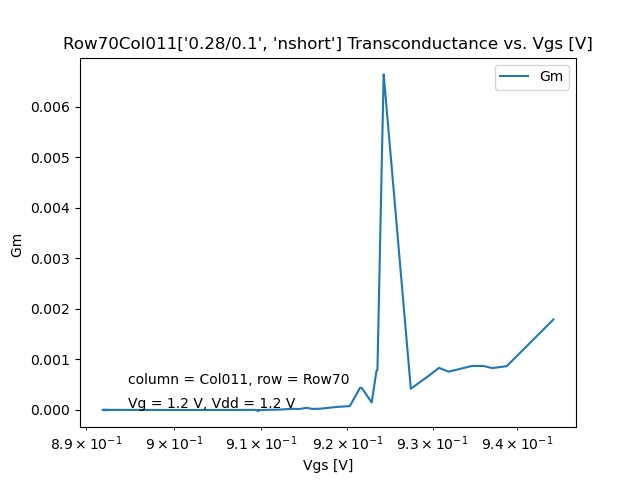 Row70Col011['0.28/0.1', 'nshort'] Transconductance vs. Vgs [V]
Gm
0.006
0.005
0.004
0.003
0.002
0.001
0.000
Gm
column = Col011, row = Row70
Vg = 1.2 V, Vdd = 1.2 V
8.9 × 10⁻¹ 9 × 10⁻¹ 9.1 × 10⁻¹ 9.2 × 10⁻¹ 9.3 × 10⁻¹ 9.4 × 10⁻¹
Vgs [V]